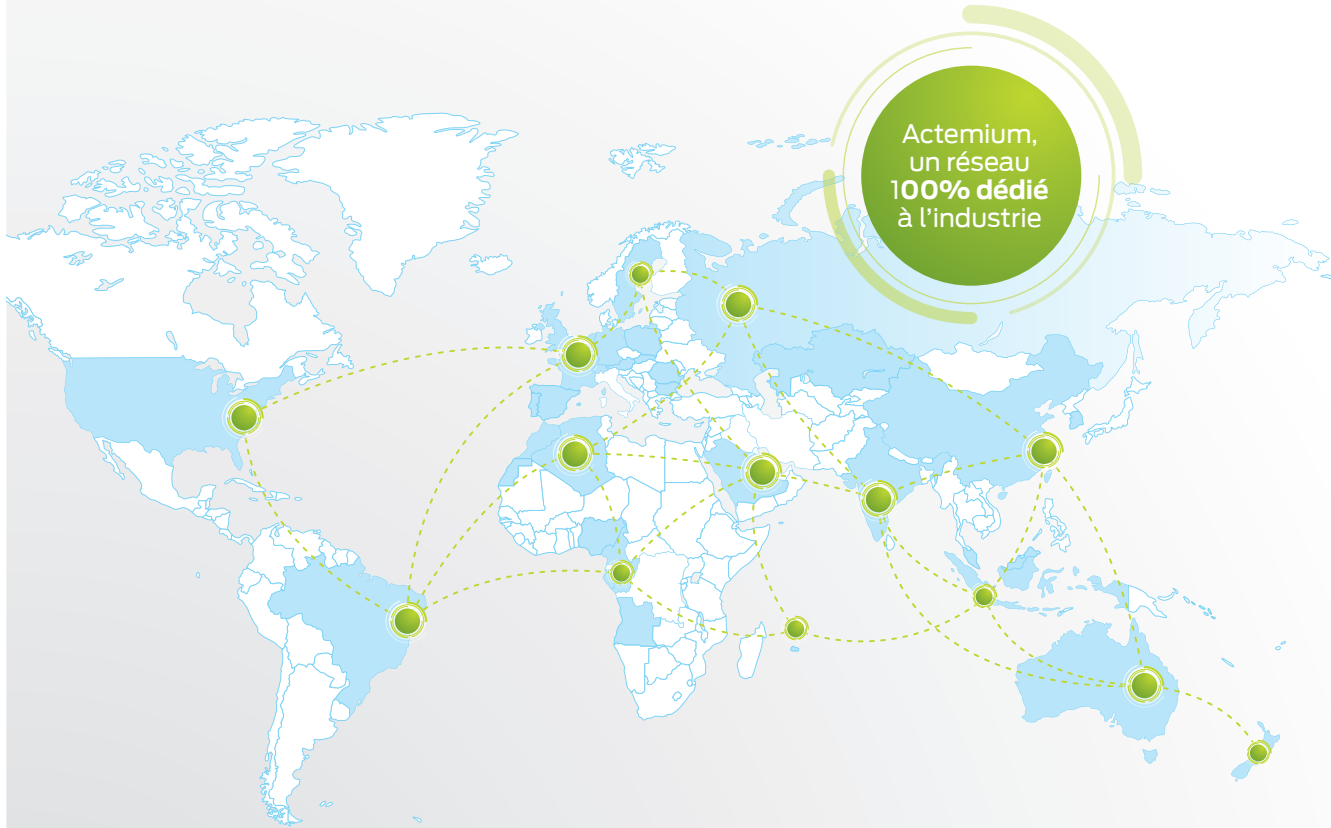 Actemium,
un réseau
100% dédié
à l'industrie